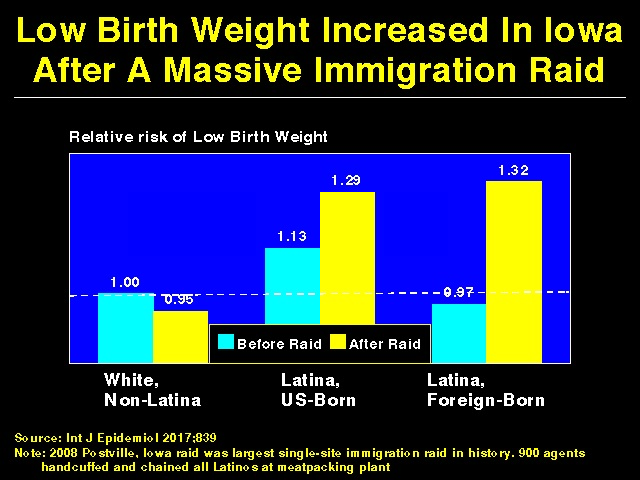 Low Birth Weight Increased In Iowa
After A Massive Immigration Raid
Relative risk of Low Birth Weight
1.32
1.29
1.13
1.00
0.95
0.97
Before Raid
After Raid
White,
Non-Latina
Latina,
US-Born
Latina,
Foreign-Born
Source: Int J Epidemiol 2017;839
Note: 2008 Postville, Iowa raid was largest single-site immigration raid in history. 900 agents
handcuffed and chained all Latinos at meatpacking plant